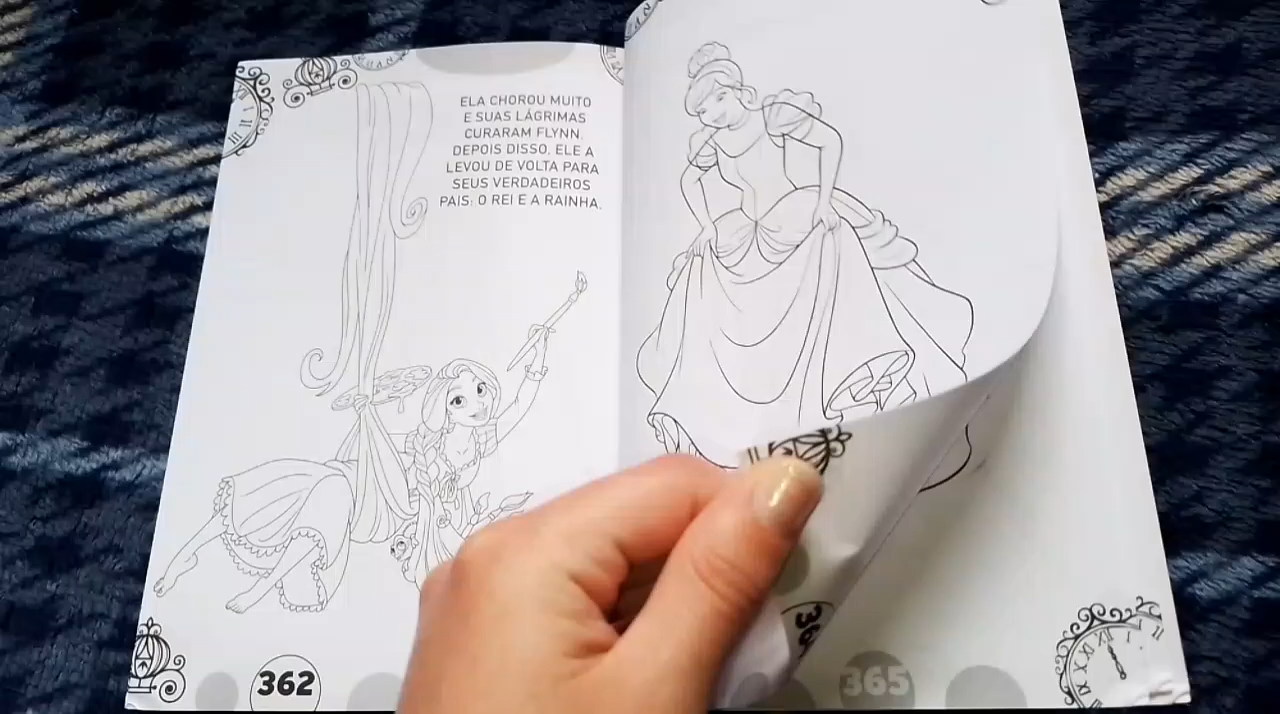 ELA CHOROU MUITO
E SUAS LÁGRIMAS
CURARAM FLYNN.
DEPOIS DISSO, ELE A
LEVOU DE VOLTA PARA
SEUS VERDADEIROS
PAIS: O REI E A RAINHA.
362
365